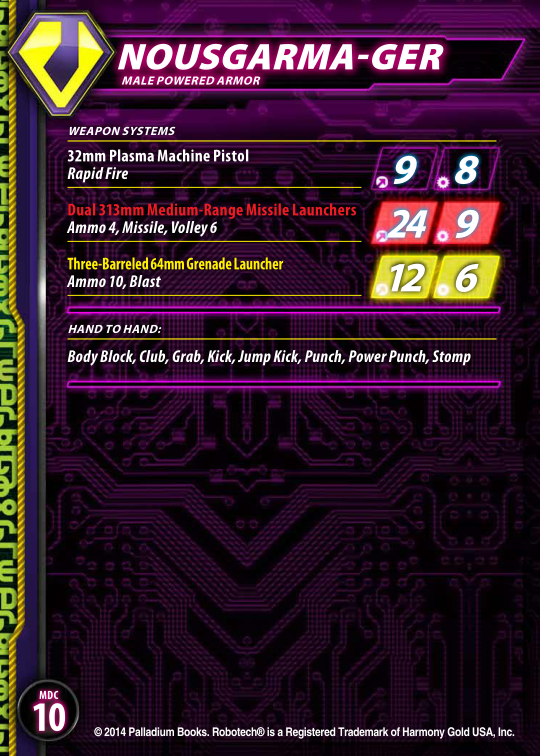 NOUSGARMA-GER
MALE POWERED ARMOR
WEAPON SYSTEMS
32mm Plasma Machine Pistol
Rapid Fire
9 8
Dual 313mm Medium-Range Missile Launchers
Ammo 4, Missile, Volley 6
24 9
Three-Barreled 64mm Grenade Launcher
Ammo 10, Blast
12 6
HAND TO HAND:
Body Block, Club, Grab, Kick, Jump Kick, Punch, Power Punch, Stomp
MDC
10
© 2014 Palladium Books. Robotech® is a Registered Trademark of Harmony Gold USA, Inc.